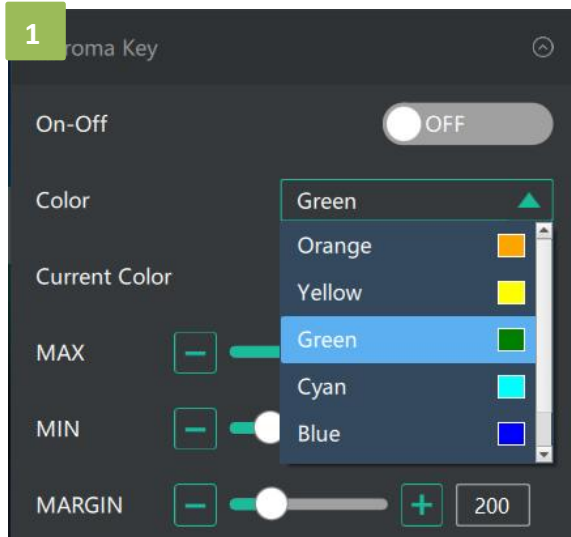 1
roma Key
On-Off
OFF
Color
Green
Orange
Current Color
Yellow
Green
MAX
Cyan
MIN
Blue
MARGIN
200